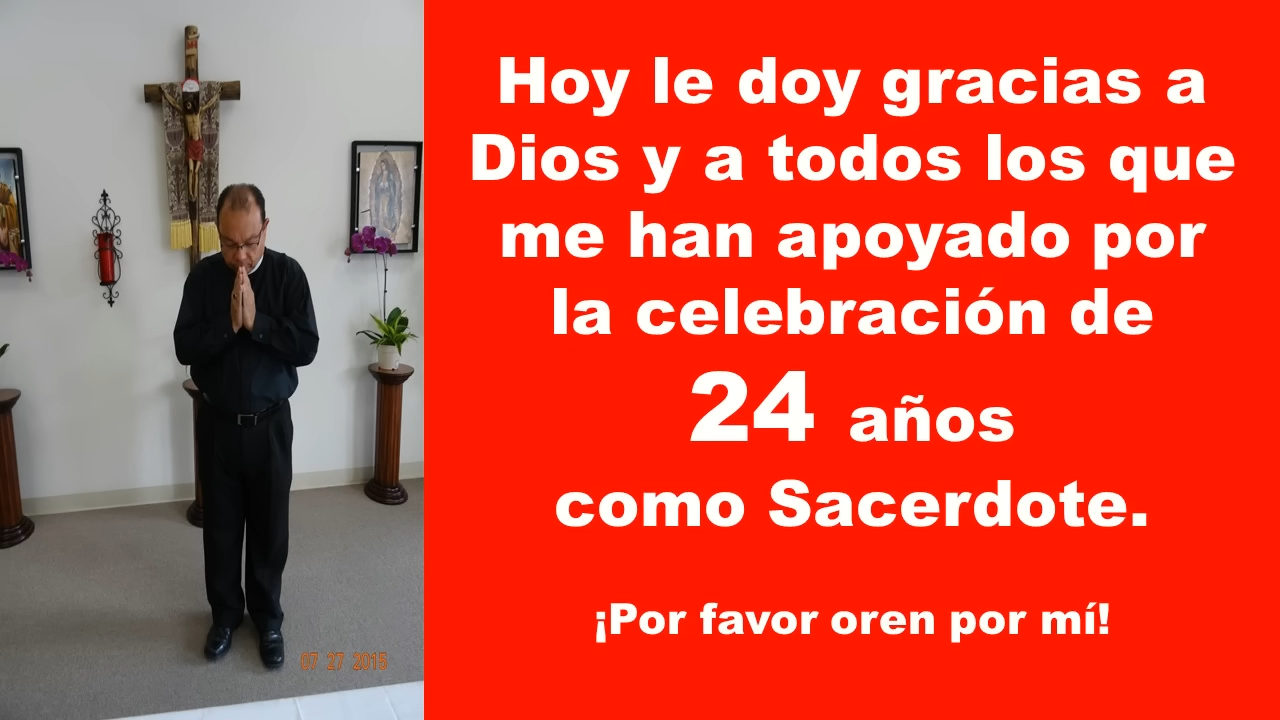 Hoy le doy gracias a
Dios y a todos los que
me han apoyado por
la celebración de
24 años
como Sacerdote.
¡Por favor oren por mí!
07 27 2015